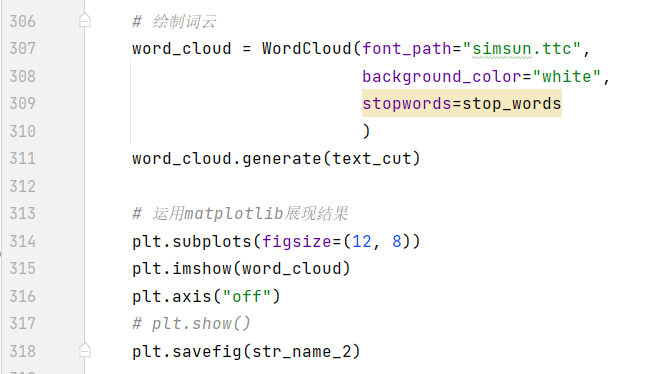 306 # 绘制词云
307 word_cloud = WordCloud(font_path="simsun.ttc",
308 background_color="white",
309 stopwords=stop_words
310 )
311 word_cloud.generate(text_cut)
312
313 # 运用matplotlib展现结果
314 plt.subplots(figsize=(12, 8))
315 plt.imshow(word_cloud)
316 plt.axis("off")
317 # plt.show()
318 plt.savefig(str_name_2)